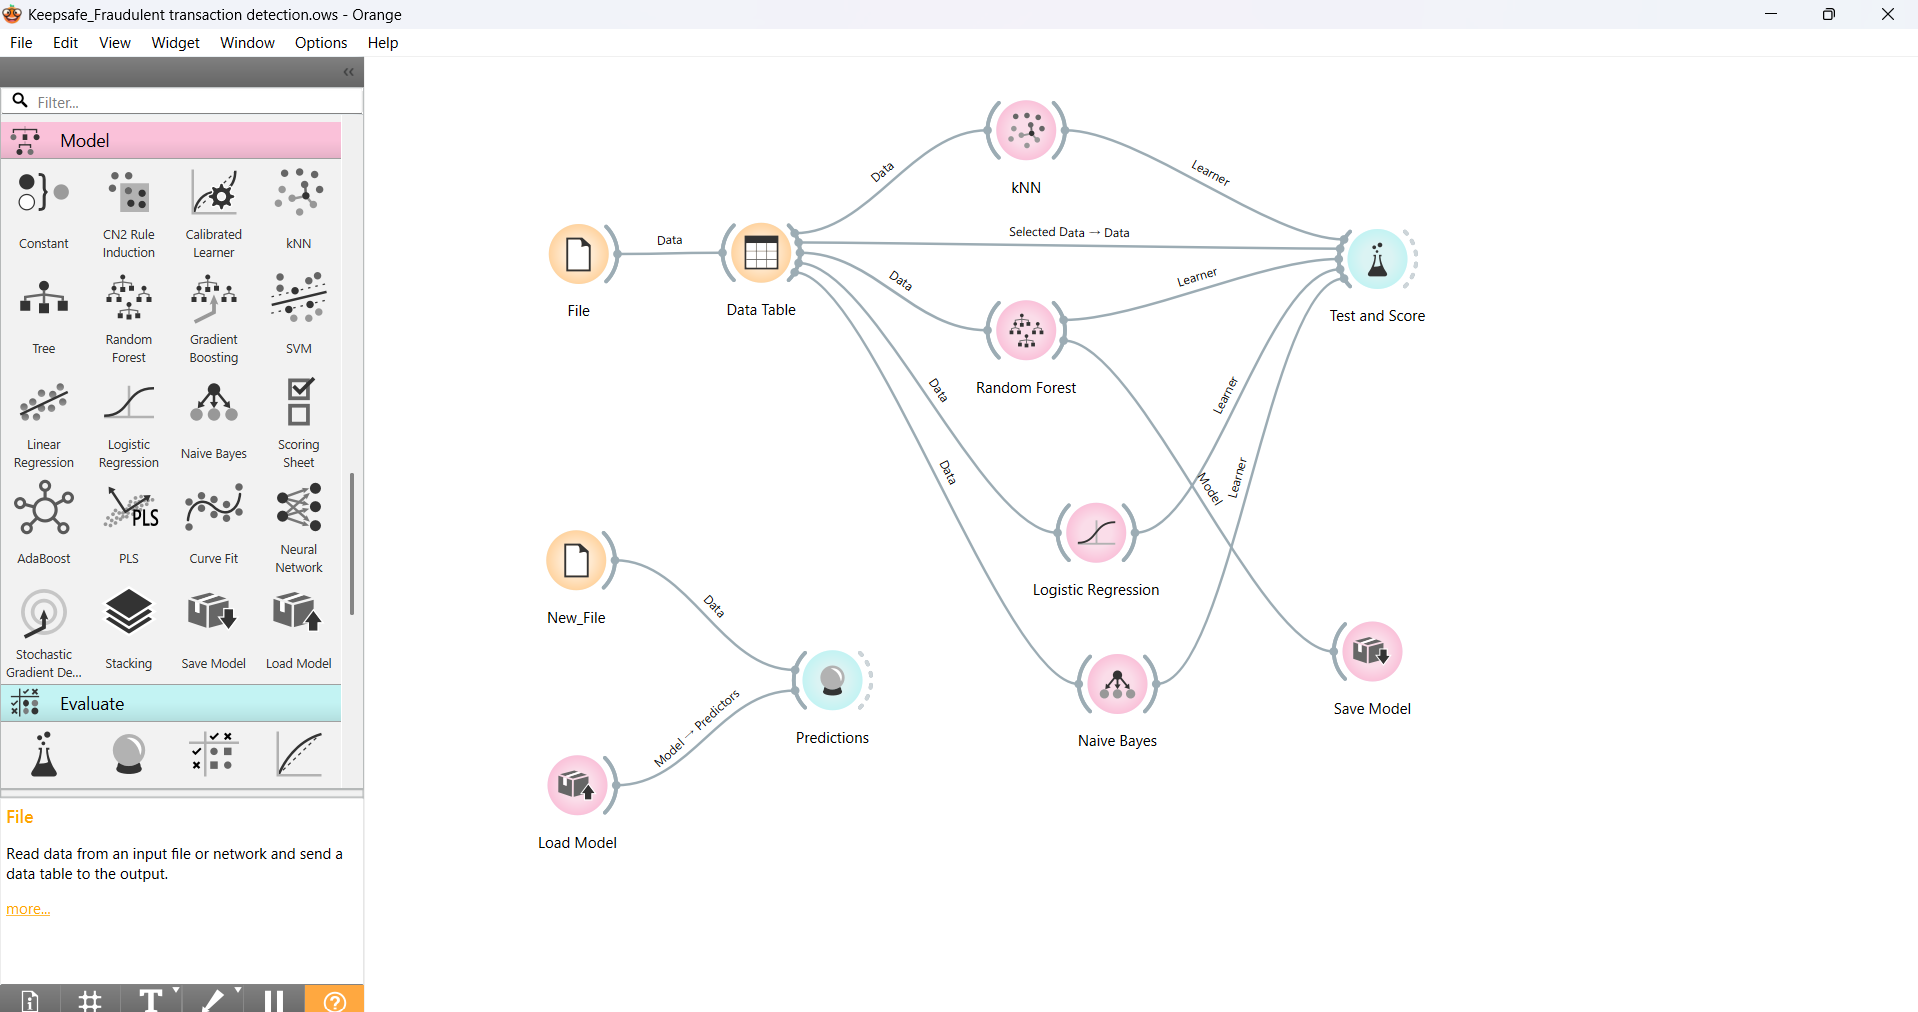 Keepsafe_Fraudulent transaction detection.ows - Orange
File Edit View Widget Window Options Help
Filter...
Model
Constant
CN2 Rule
Induction
Calibrated
Learner
kNN
Tree
Random
Forest
Gradient
Boosting
SVM
Linear
Regression
Logistic
Regression
Naive Bayes
Scoring
Sheet
PLS
AdaBoost
PLS
Curve Fit
Neural
Network
Stochastic
Gradient De...
Stacking
Save Model
Load Model
Evaluate
File
Read data from an input file or network and send a
data table to the output.
more...
T
?
kNN
Data
Learner
Data
Selected Data → Data
File
Data Table
Data
Learner
Test and Score
Random Forest
Data
Learner
Data
Model
Learner
Logistic Regression
New_File
Data
Save Model
Model → Predictors
Predictions
Naive Bayes
Load Model